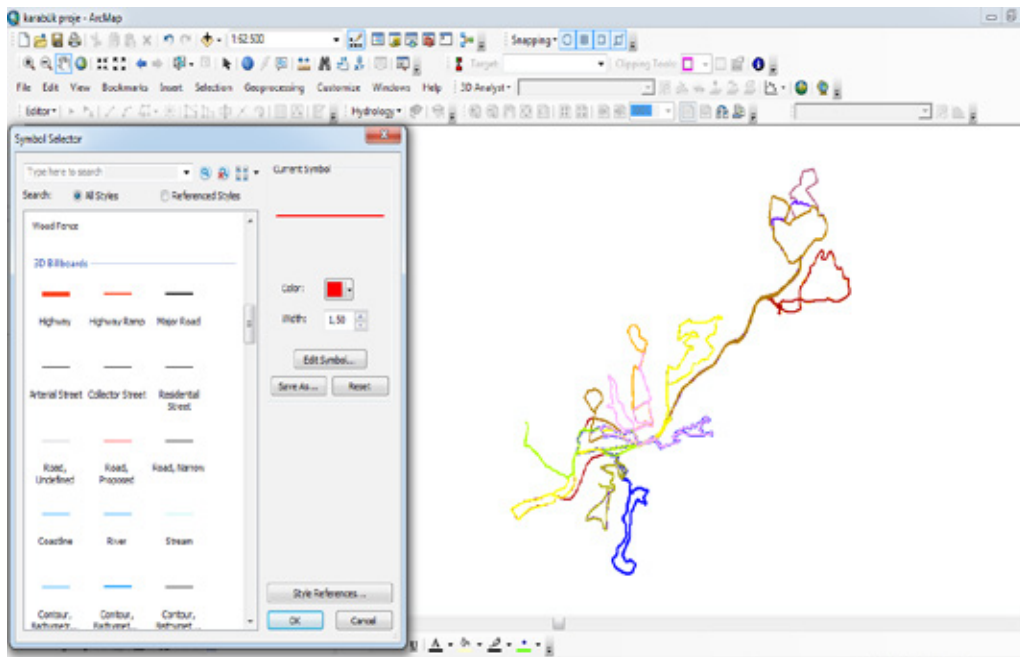 karabük proje - ArcMap
1:62.500
Snapping
Target:
Clipping Tools:
File Edit View Bookmarks Insert Selection Geoprocessing Customize Windows Help
3D Analyst
Editor
Hydrology
Symbol Selector
Type here to search
Search: All Styles Referenced Styles
Wood Fence
3D Billboards
Highway Highway Ramp Major Road
Arterial Street Collector Street Residential
Street
Road, Road, Road, Narrow
Undefined Proposed
Coastline River Stream
Contour, Contour, Contour,
Bathymetr... Bathymet... Bathymet...
Current Symbol
Color:
Width: 1,50
Edit Symbol...
Save As... Reset
Style References...
OK Cancel
U A